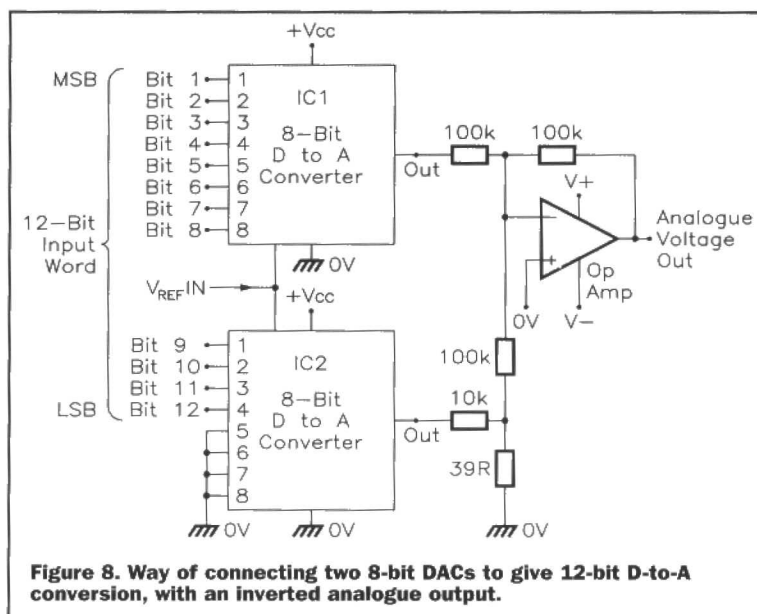 +Vcc
MSB
Bit 1 1
Bit 2 2
Bit 3 3
Bit 4 4
Bit 5 5
Bit 6 6
Bit 7 7
Bit 8 8
IC1
8-Bit
D to A
Converter
Out
100k
100k
12-Bit
Input
Word
0V
VREF IN
+Vcc
V+
Analogue
Voltage
Out
−
+
Op
Amp
0V
V−
LSB
Bit 9 1
Bit 10 2
Bit 11 3
Bit 12 4
5
6
7
8
IC2
8-Bit
D to A
Converter
Out
100k
10k
39R
0V
0V
0V
Figure 8. Way of connecting two 8-bit DACs to give 12-bit D-to-A
conversion, with an inverted analogue output.